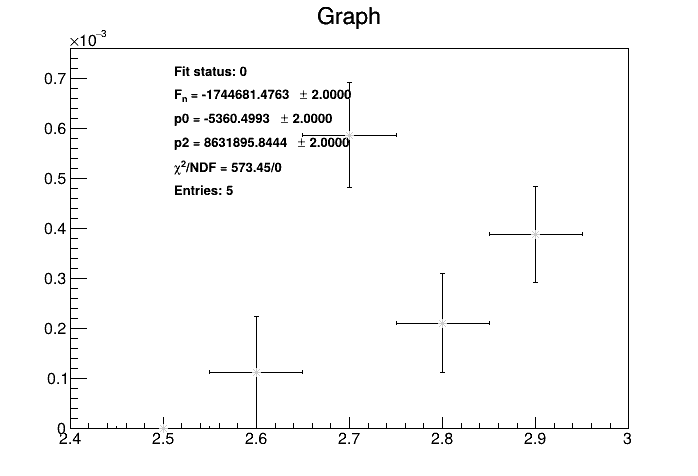 Graph
×10⁻³
Fit status: 0
Fₙ = -1744681.4763 ± 2.0000
p0 = -5360.4993 ± 2.0000
p2 = 8631895.8444 ± 2.0000
χ²/NDF = 573.45/0
Entries: 5
0.7
0.6
0.5
0.4
0.3
0.2
0.1
0
2.4 2.5 2.6 2.7 2.8 2.9 3